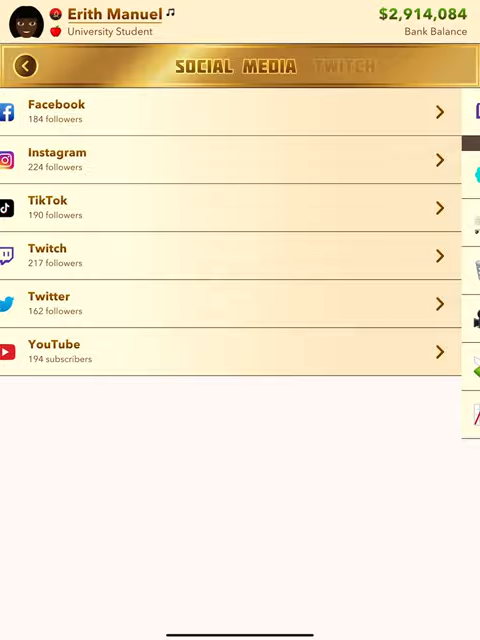 Erith Manuel
$2,914,084
University Student
Bank Balance
SOCIAL MEDIA
TWITCH
Facebook
184 followers
Instagram
224 followers
TikTok
190 followers
Twitch
217 followers
Twitter
162 followers
YouTube
194 subscribers